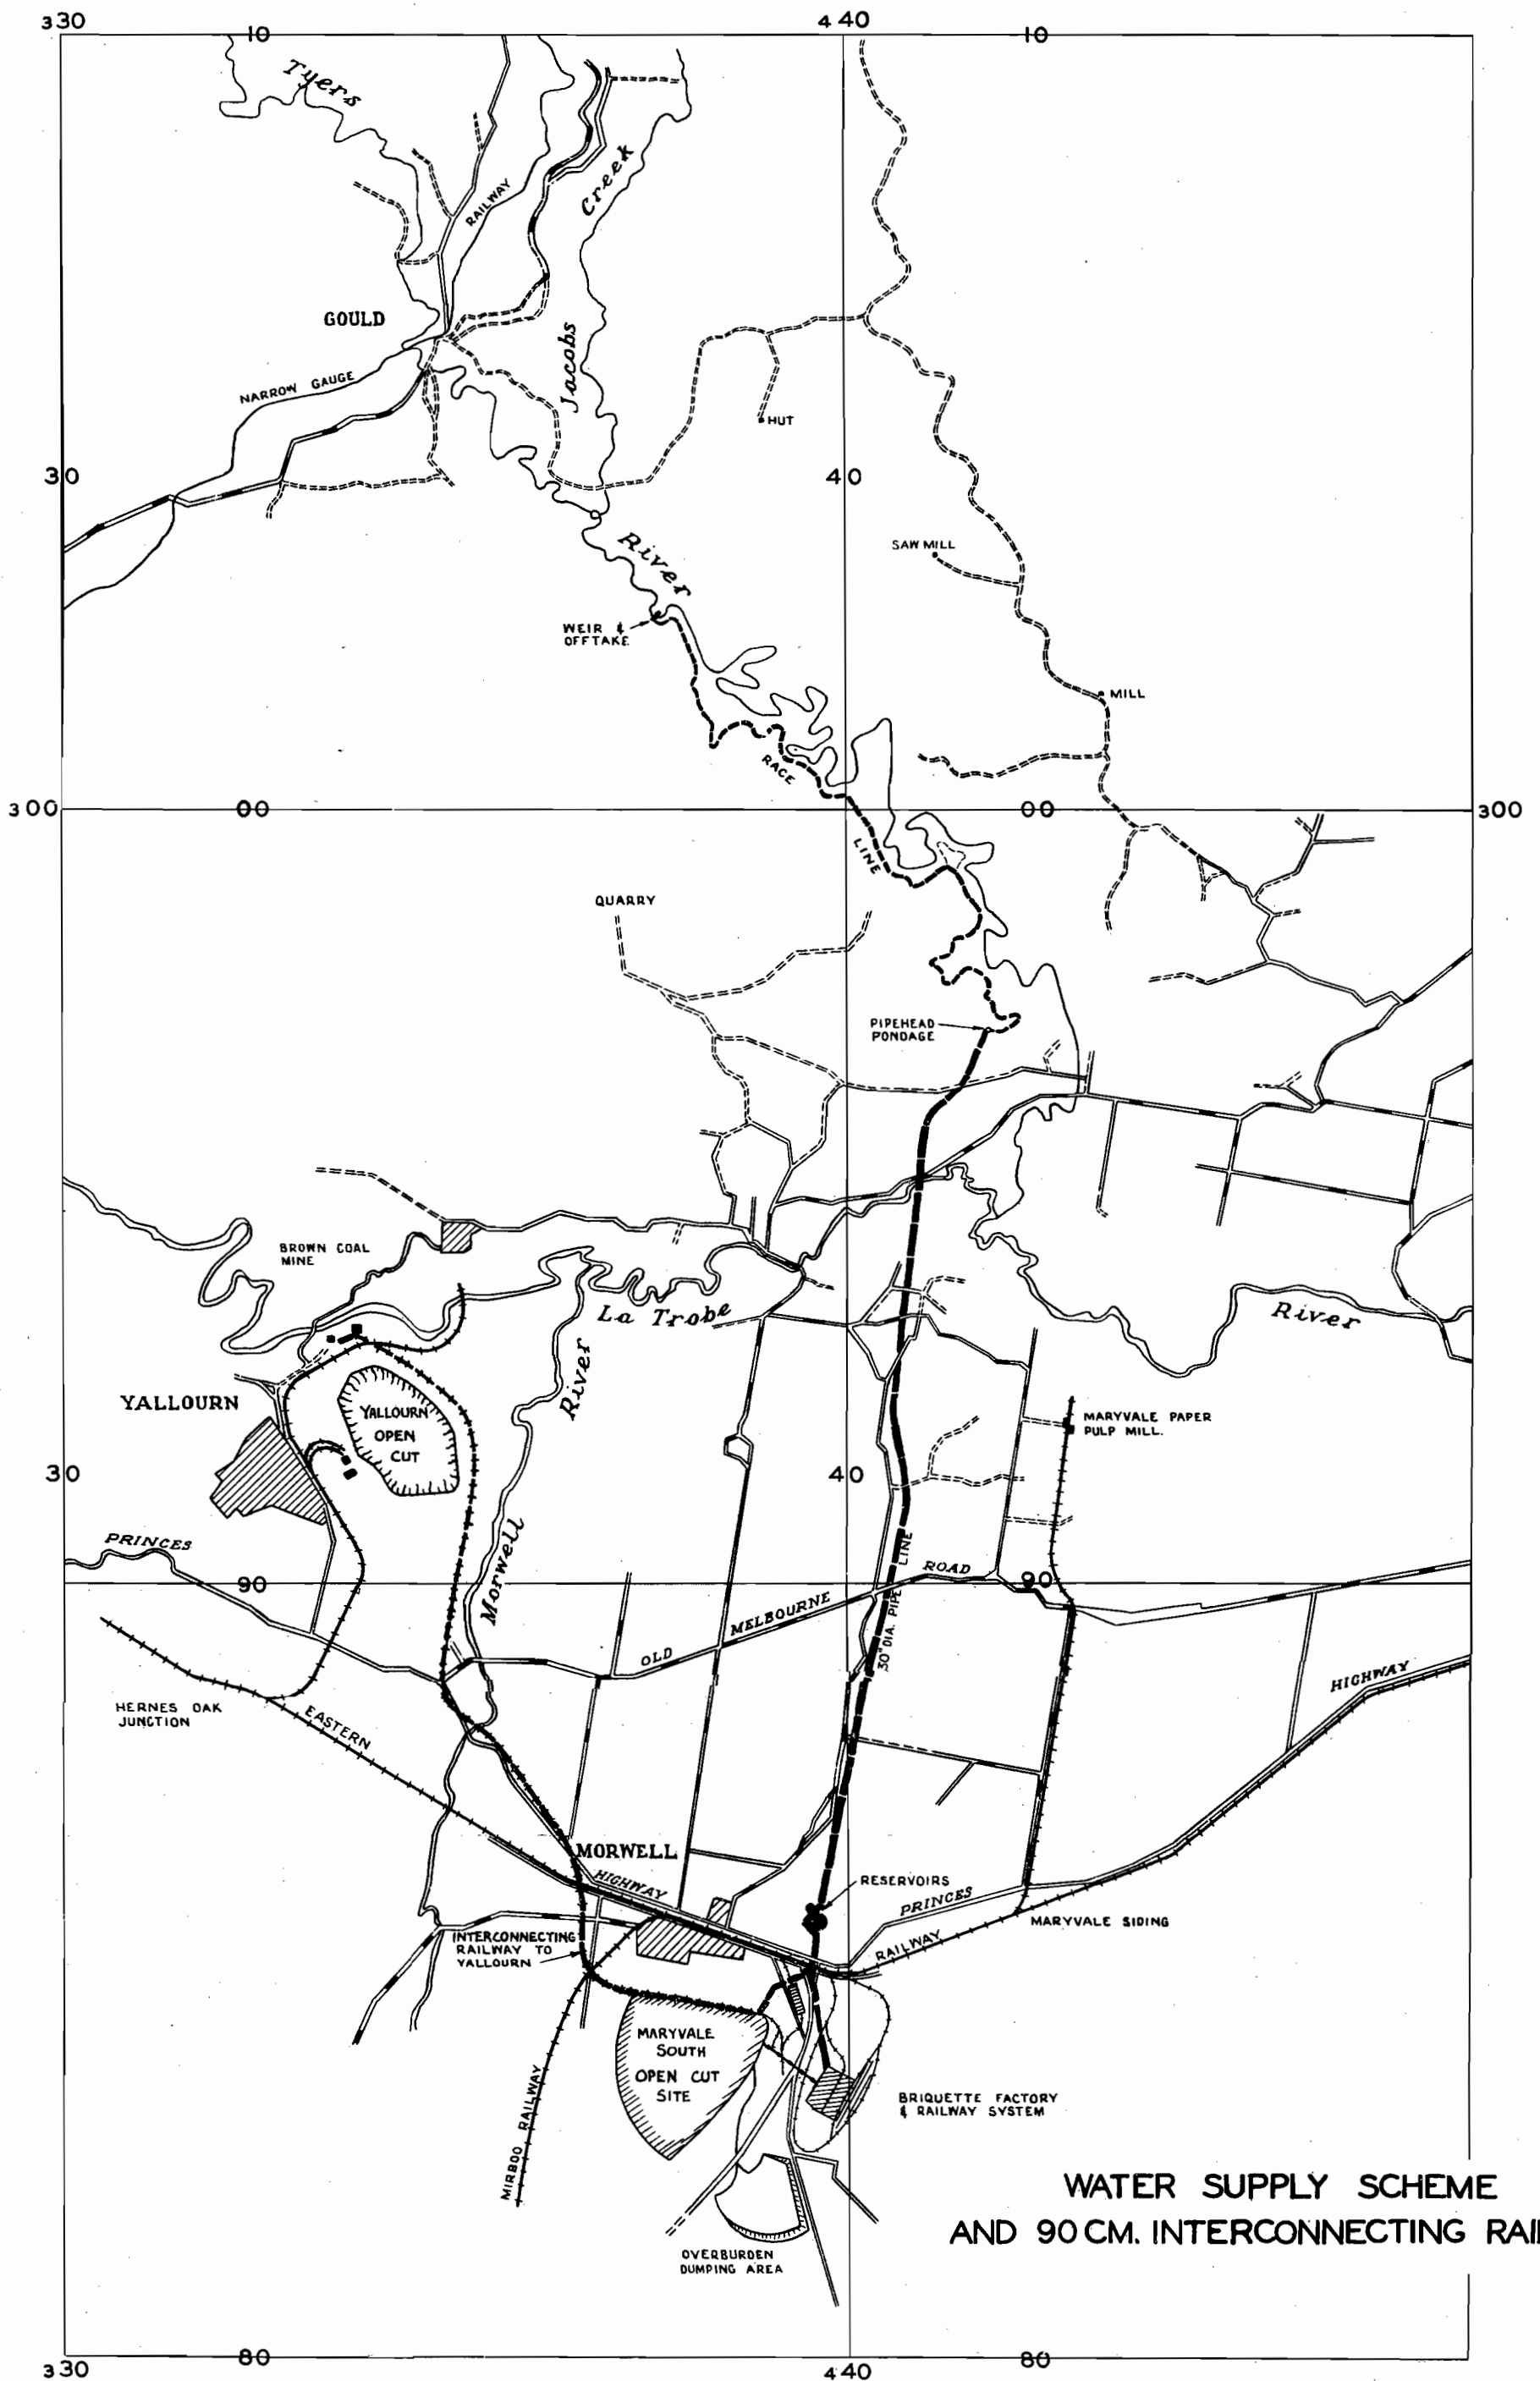 330
440
10
10
Tyers
RAILWAY
Creek
GOULD
Jacobs
NARROW GAUGE
HUT
30
40
SAW MILL
River
WEIR &
OFFTAKE
MILL
RACE
300
00
00
300
LINE
QUARRY
PIPEHEAD
PONDAGE
BROWN COAL
MINE
La Trobe
River
River
YALLOURN
YALLOURN
OPEN
CUT
MARYVALE PAPER
PULP MILL.
30
40
PRINCES
Morwell
90
90
ROAD
MELBOURNE
OLD
30" DIA. PIPE LINE
HERNES OAK
JUNCTION
EASTERN
HIGHWAY
MORWELL
HIGHWAY
RESERVOIRS
PRINCES
MARYVALE SIDING
RAILWAY
INTERCONNECTING
RAILWAY TO
YALLOURN
MARYVALE
SOUTH
OPEN CUT
SITE
MIRBOO RAILWAY
BRIQUETTE FACTORY
& RAILWAY SYSTEM
WATER SUPPLY SCHEME
AND 90 CM. INTERCONNECTING
OVERBURDEN
DUMPING AREA
80
80
330
440